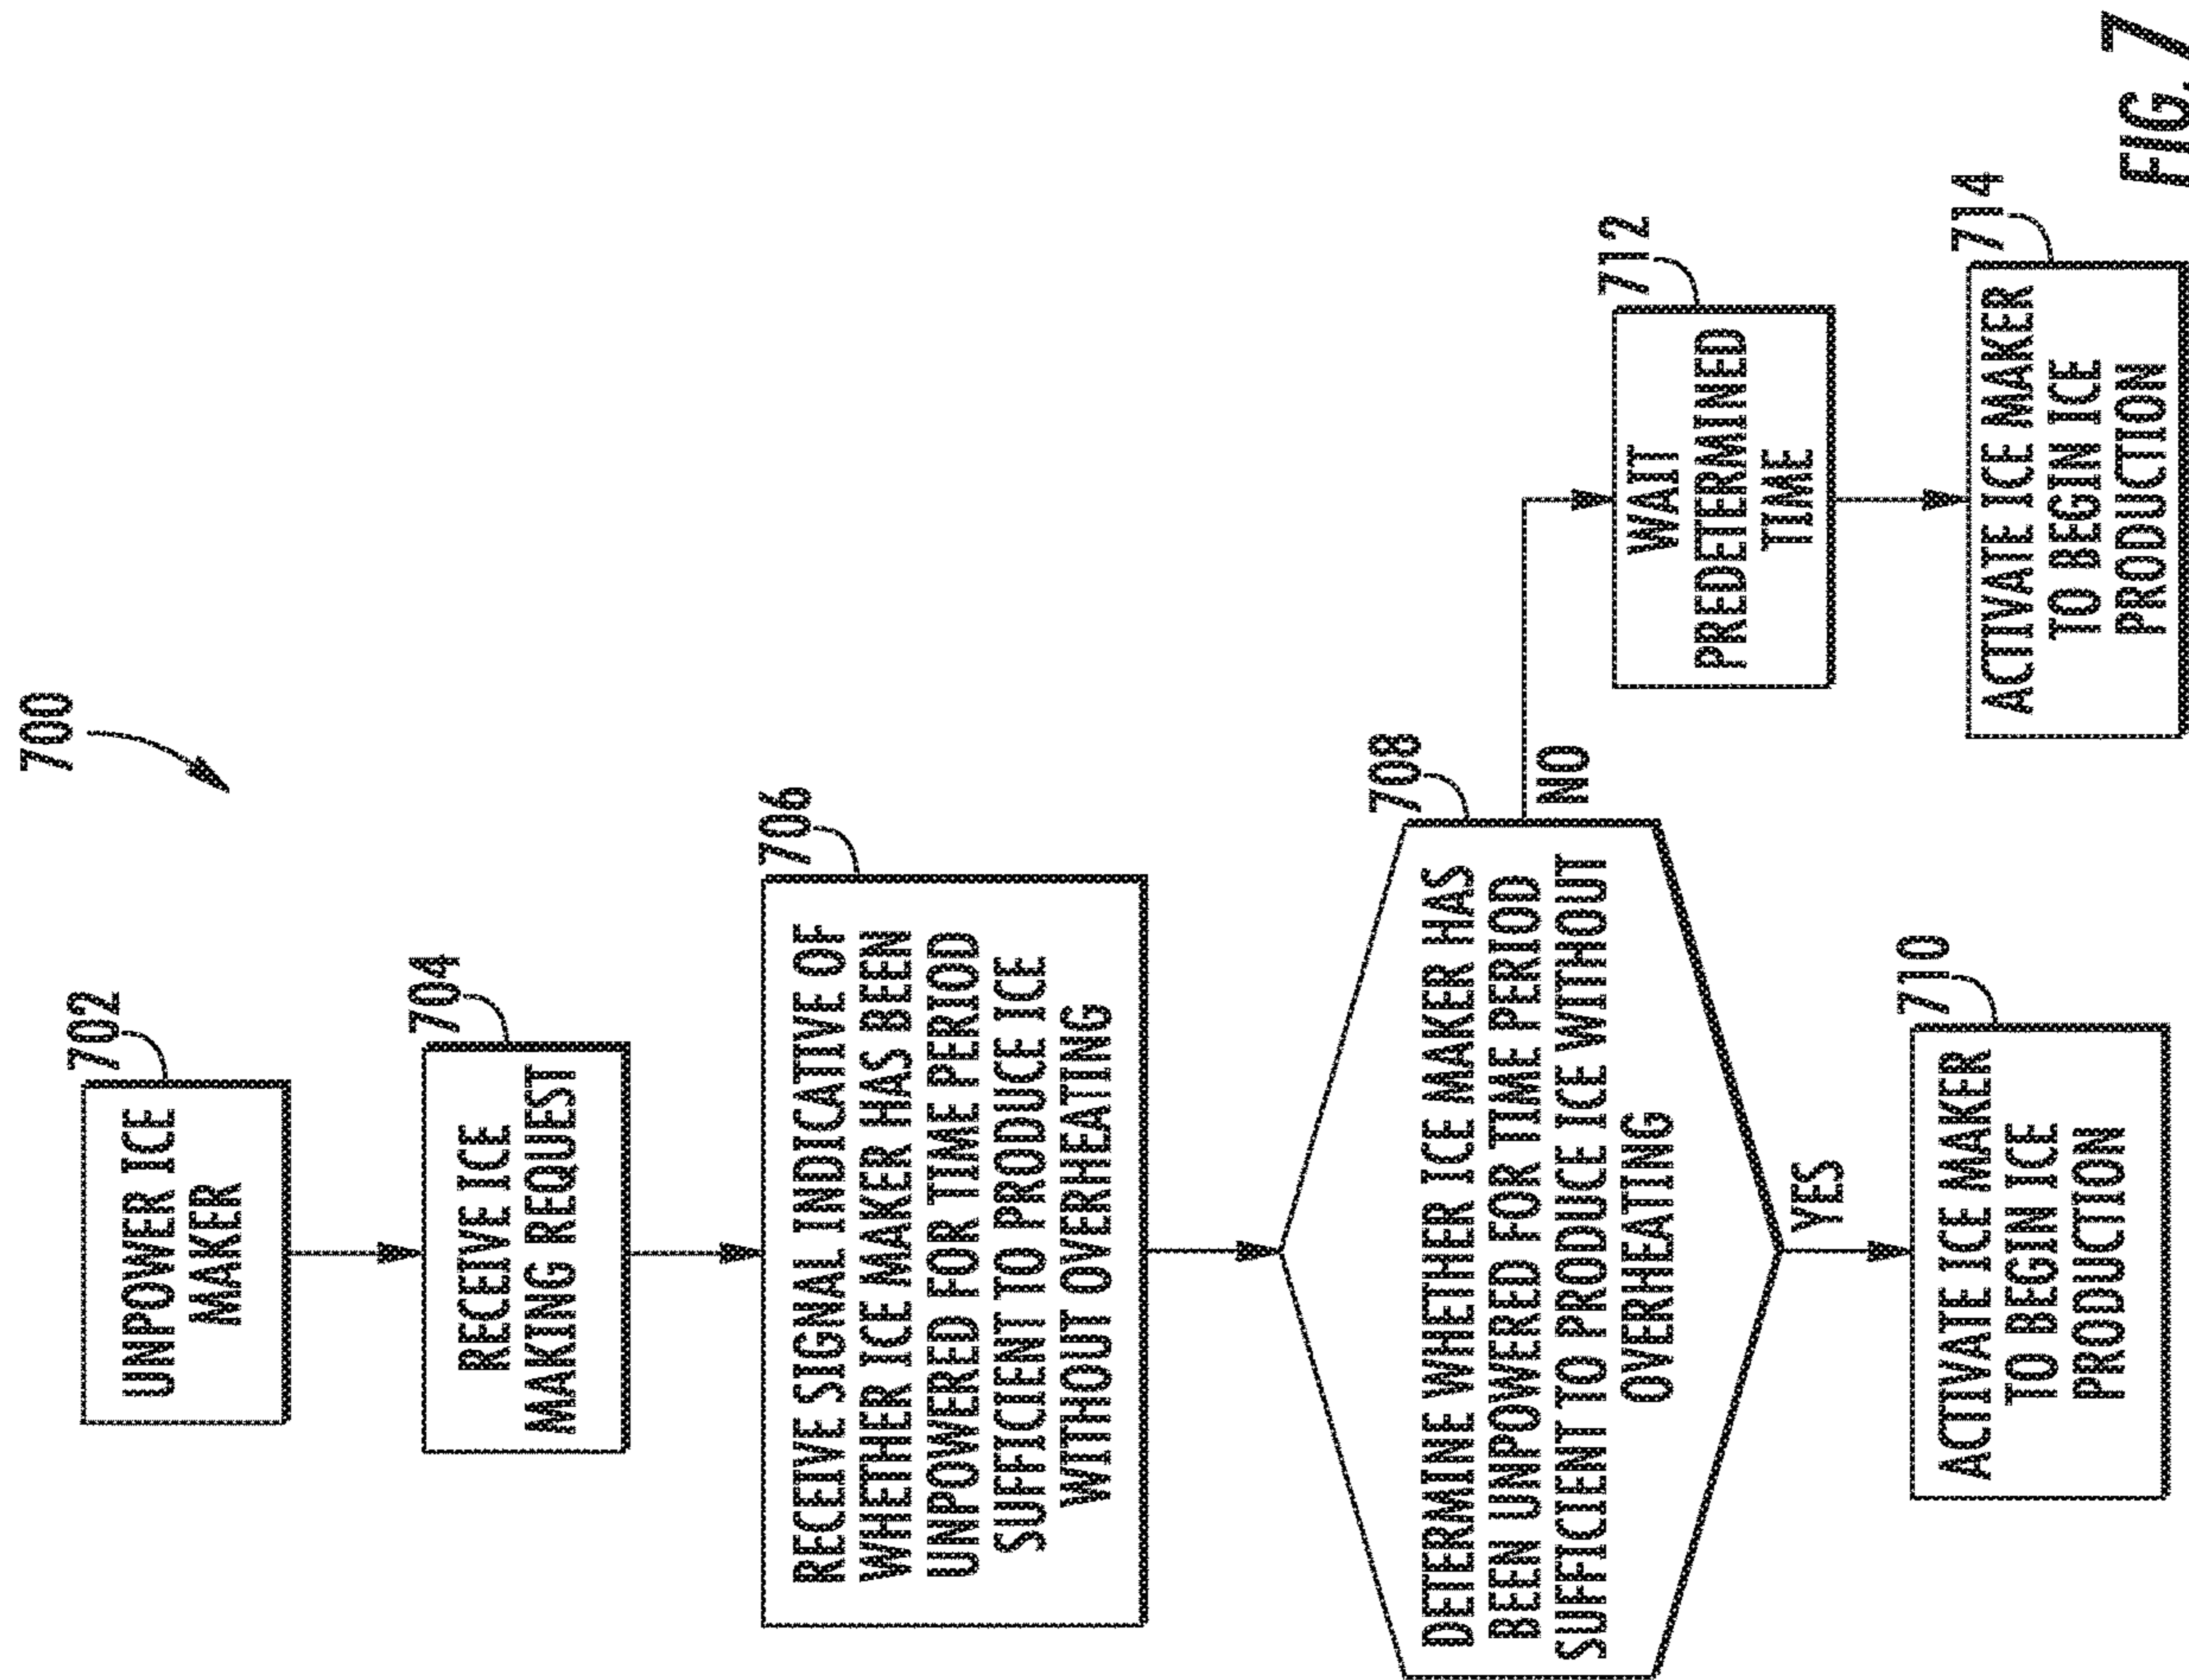 700
702
UNPOWER ICE
MAKER
704
RECEIVE ICE
MAKING REQUEST
706
RECEIVE SIGNAL INDICATIVE OF
WHETHER ICE MAKER HAS BEEN
UNPOWERED FOR TIME PERIOD
SUFFICIENT TO PRODUCE ICE
WITHOUT OVERHEATING
708
DETERMINE WHETHER ICE MAKER HAS
BEEN UNPOWERED FOR TIME PERIOD
SUFFICIENT TO PRODUCE ICE WITHOUT
OVERHEATING
NO
YES
710
ACTIVATE ICE MAKER
TO BEGIN ICE
PRODUCTION
712
WAIT
PREDETERMINED
TIME
714
ACTIVATE ICE MAKER
TO BEGIN ICE
PRODUCTION
FIG. 7